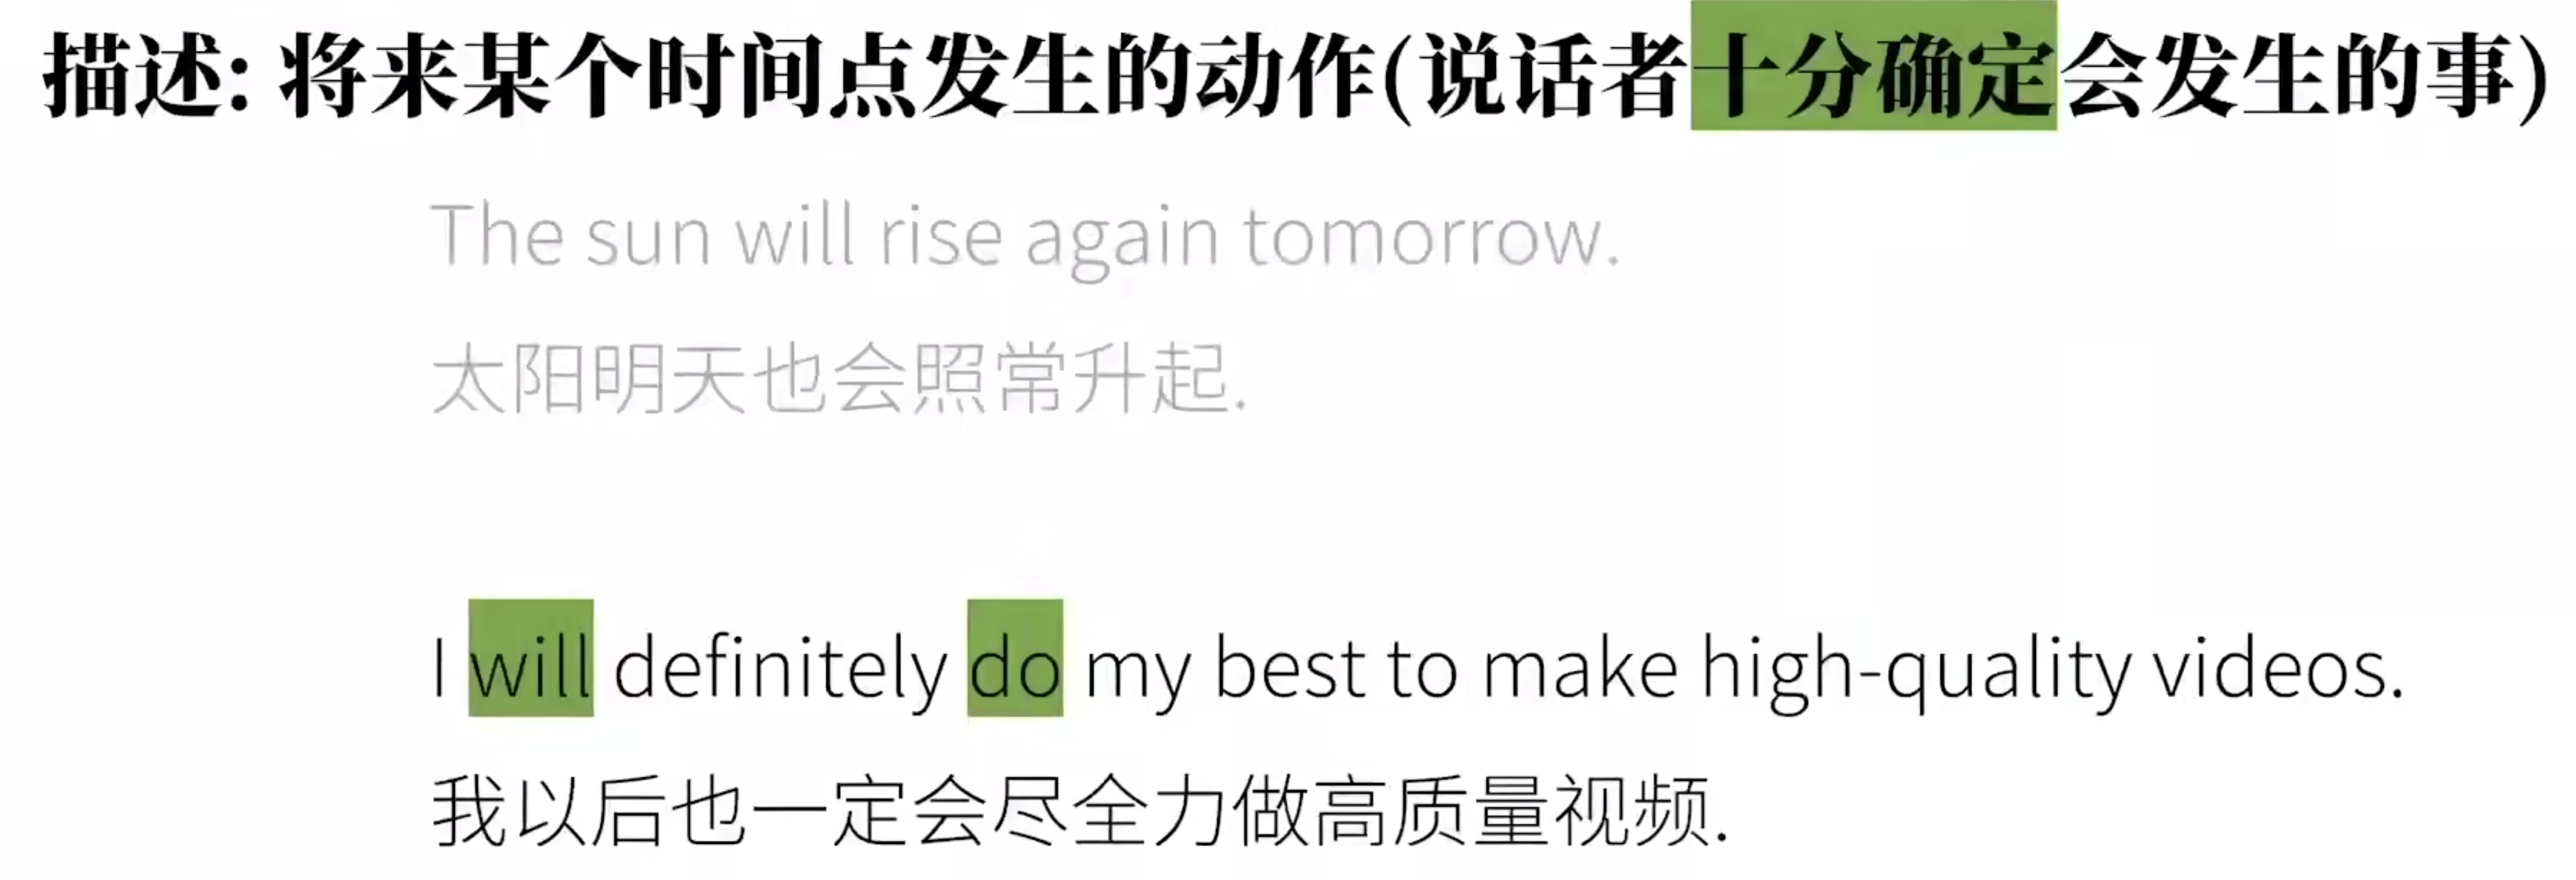 描述: 将来某个时间点发生的动作(说话者十分确定会发生的事)
The sun will rise again tomorrow.
太阳明天也会照常升起.
I will definitely do my best to make high-quality videos.
我以后也一定会尽全力做高质量视频.